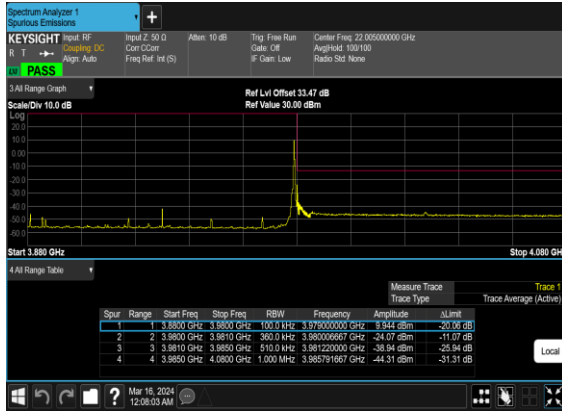 Spectrum Analyzer 1
Spurious Emissions
+
KEYSIGHT Input: RF Input Z: 50 Ω Atten: 10 dB Trig: Free Run Center Freq: 22.005000000 GHz
R T Coupling: DC Corr CCorr Gate: Off Avg|Hold: 100/100
Align: Auto Freq Ref: Int (S) IF Gain: Low Radio Std: None
PASS
3 All Range Graph
Ref Lvl Offset 33.47 dB
Scale/Div 10.0 dB Ref Value 30.00 dBm
Log
20.0
10.0
0.00
-10.0
-20.0
-30.0
-40.0
-50.0
-60.0
Start 3.880 GHz Stop 4.080 GH
4 All Range Table
Measure Trace Trace 1
Trace Type Trace Average (Active)
Spur Range Start Freq Stop Freq RBW Frequency Amplitude ΔLimit
1 1 3.8800 GHz 3.9800 GHz 100.0 kHz 3.979000000 GHz 9.944 dBm -20.06 dB
2 2 3.9800 GHz 3.9810 GHz 360.0 kHz 3.980006667 GHz -24.07 dBm -11.07 dB
3 3 3.9810 GHz 3.9850 GHz 510.0 kHz 3.981220000 GHz -38.94 dBm -25.94 dB
4 4 3.9850 GHz 4.0800 GHz 1.000 MHz 3.985791667 GHz -44.31 dBm -31.31 dB
Local
? Mar 16, 2024
12:08:03 AM